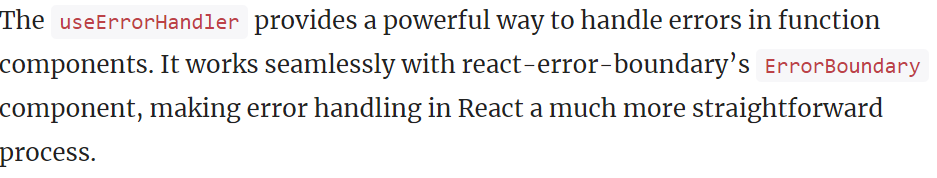 The useErrorHandler provides a powerful way to handle errors in function
components. It works seamlessly with react-error-boundary’s ErrorBoundary
component, making error handling in React a much more straightforward
process.